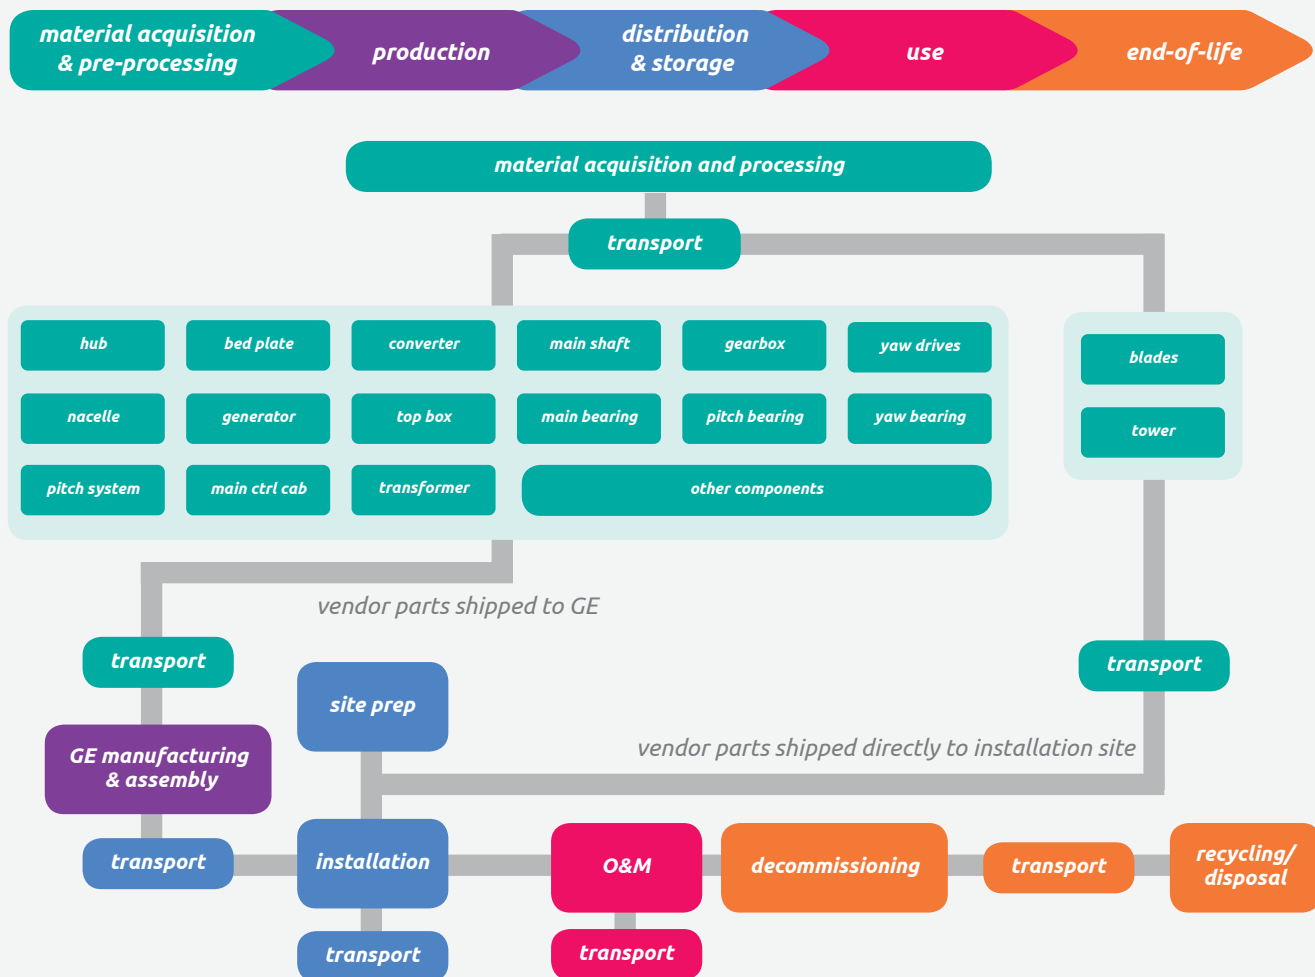 material acquisition
& pre-processing
production
distribution
& storage
use
end-of-life
material acquisition and processing
transport
hub
bed plate
converter
main shaft
gearbox
yaw drives
blades
nacelle
generator
top box
main bearing
pitch bearing
yaw bearing
tower
pitch system
main ctrl cab
transformer
other components
vendor parts shipped to GE
transport
transport
site prep
GE manufacturing
& assembly
vendor parts shipped directly to installation site
transport
installation
O&M
decommissioning
transport
recycling/
disposal
transport
transport